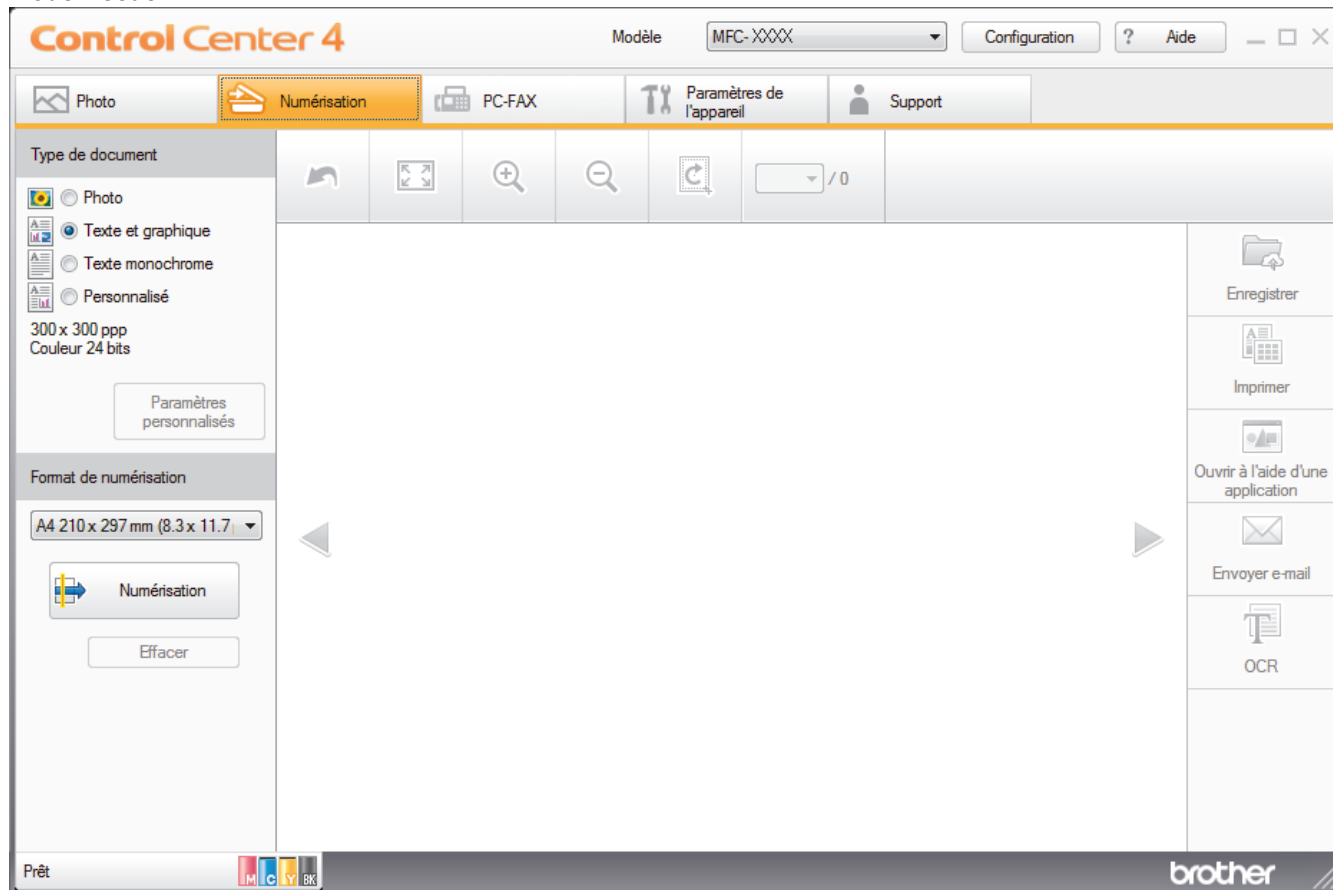 Control Center 4
Modèle
MFC- XXXX
Configuration
? Aide
Photo
Numérisation
PC-FAX
Paramètres de
l'appareil
Support
Type de document
Photo
Texte et graphique
Texte monochrome
Personnalisé
300 x 300 ppp
Couleur 24 bits
Paramètres
personnalisés
Format de numérisation
A4 210 x 297 mm (8.3 x 11.7
Numérisation
Effacer
/ 0
Enregistrer
Imprimer
Ouvrir à l'aide d'une
application
Envoyer e-mail
OCR
Prêt
M C Y BK
brother